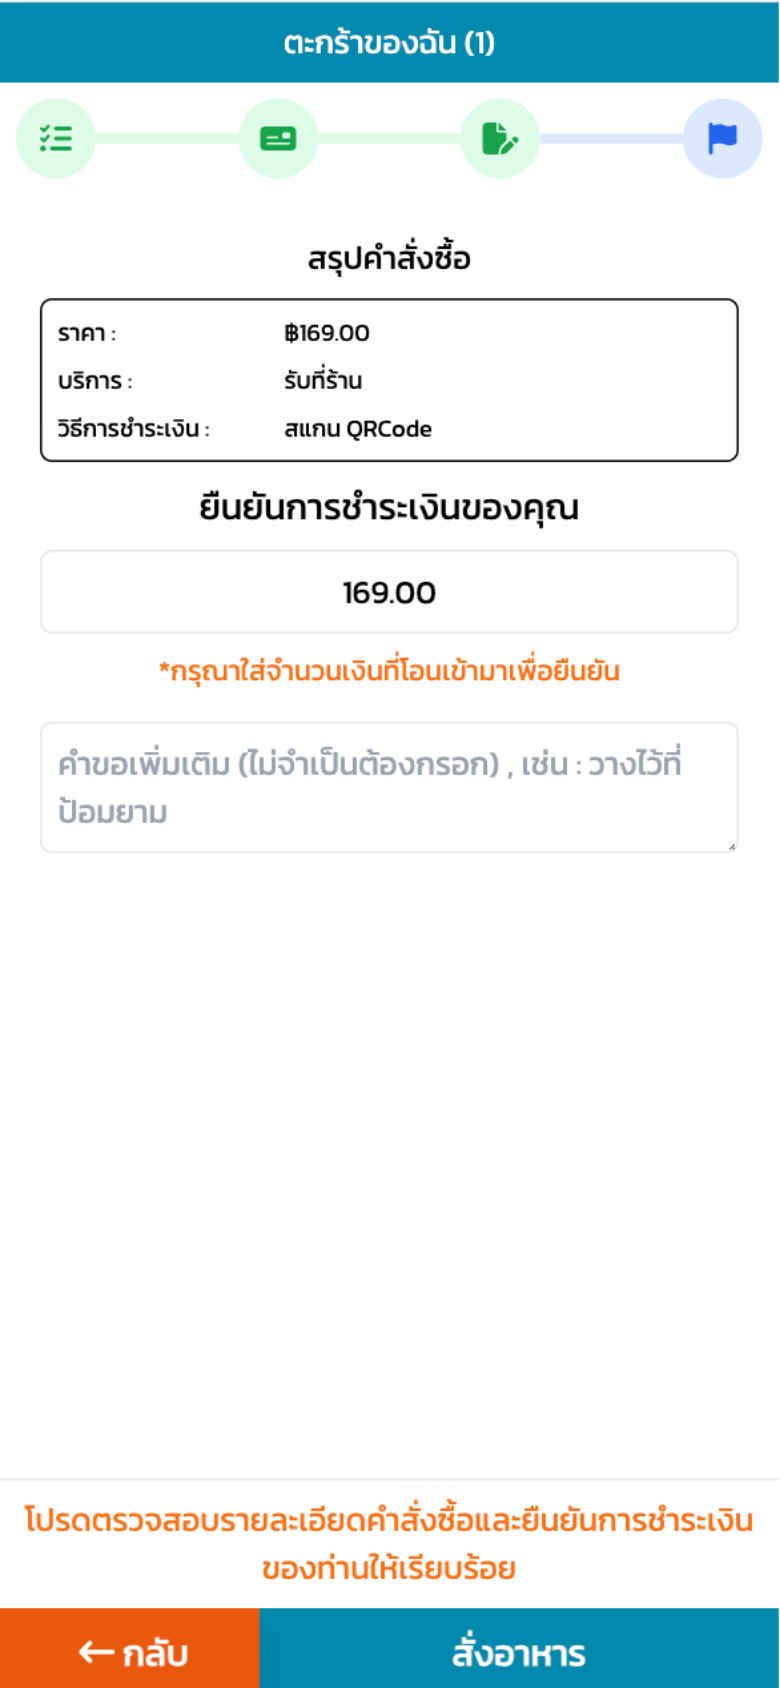 ตะกร้าของฉัน (1)
สรุปคำสั่งซื้อ
ราคา : ฿169.00
บริการ : รับที่ร้าน
วิธีการชำระเงิน : สแกน QRCode
ยืนยันการชำระเงินของคุณ
169.00
*กรุณาใส่จำนวนเงินที่โอนเข้ามาเพื่อยืนยัน
คำขอเพิ่มเติม (ไม่จำเป็นต้องกรอก) , เช่น : วางไว้ที่
ป้อมยาม
โปรดตรวจสอบรายละเอียดคำสั่งซื้อและยืนยันการชำระเงิน
ของท่านให้เรียบร้อย
← กลับ สั่งอาหาร